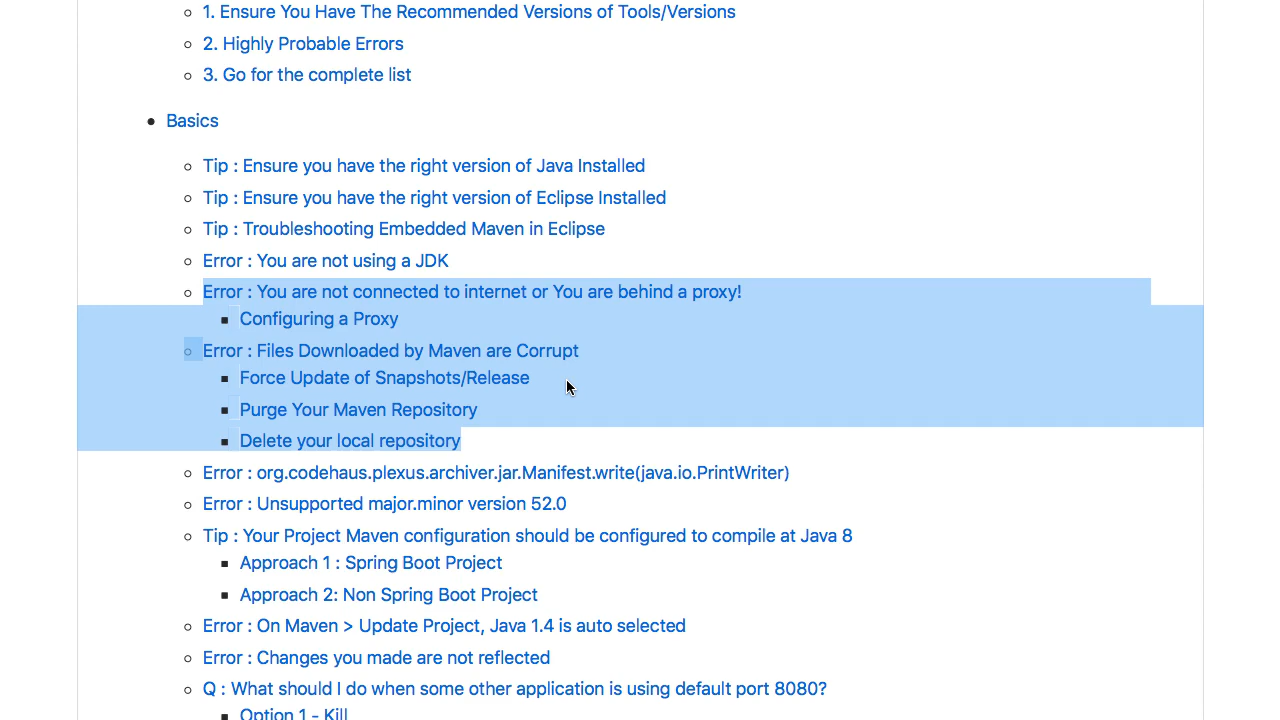 1. Ensure You Have The Recommended Versions of Tools/Versions
2. Highly Probable Errors
3. Go for the complete list
Basics
Tip : Ensure you have the right version of Java Installed
Tip : Ensure you have the right version of Eclipse Installed
Tip : Troubleshooting Embedded Maven in Eclipse
Error : You are not using a JDK
Error : You are not connected to internet or You are behind a proxy!
Configuring a Proxy
Error : Files Downloaded by Maven are Corrupt
Force Update of Snapshots/Release
Purge Your Maven Repository
Delete your local repository
Error : org.codehaus.plexus.archiver.jar.Manifest.write(java.io.PrintWriter)
Error : Unsupported major.minor version 52.0
Tip : Your Project Maven configuration should be configured to compile at Java 8
Approach 1 : Spring Boot Project
Approach 2: Non Spring Boot Project
Error : On Maven > Update Project, Java 1.4 is auto selected
Error : Changes you made are not reflected
Q : What should I do when some other application is using default port 8080?
Option 1 - Kill